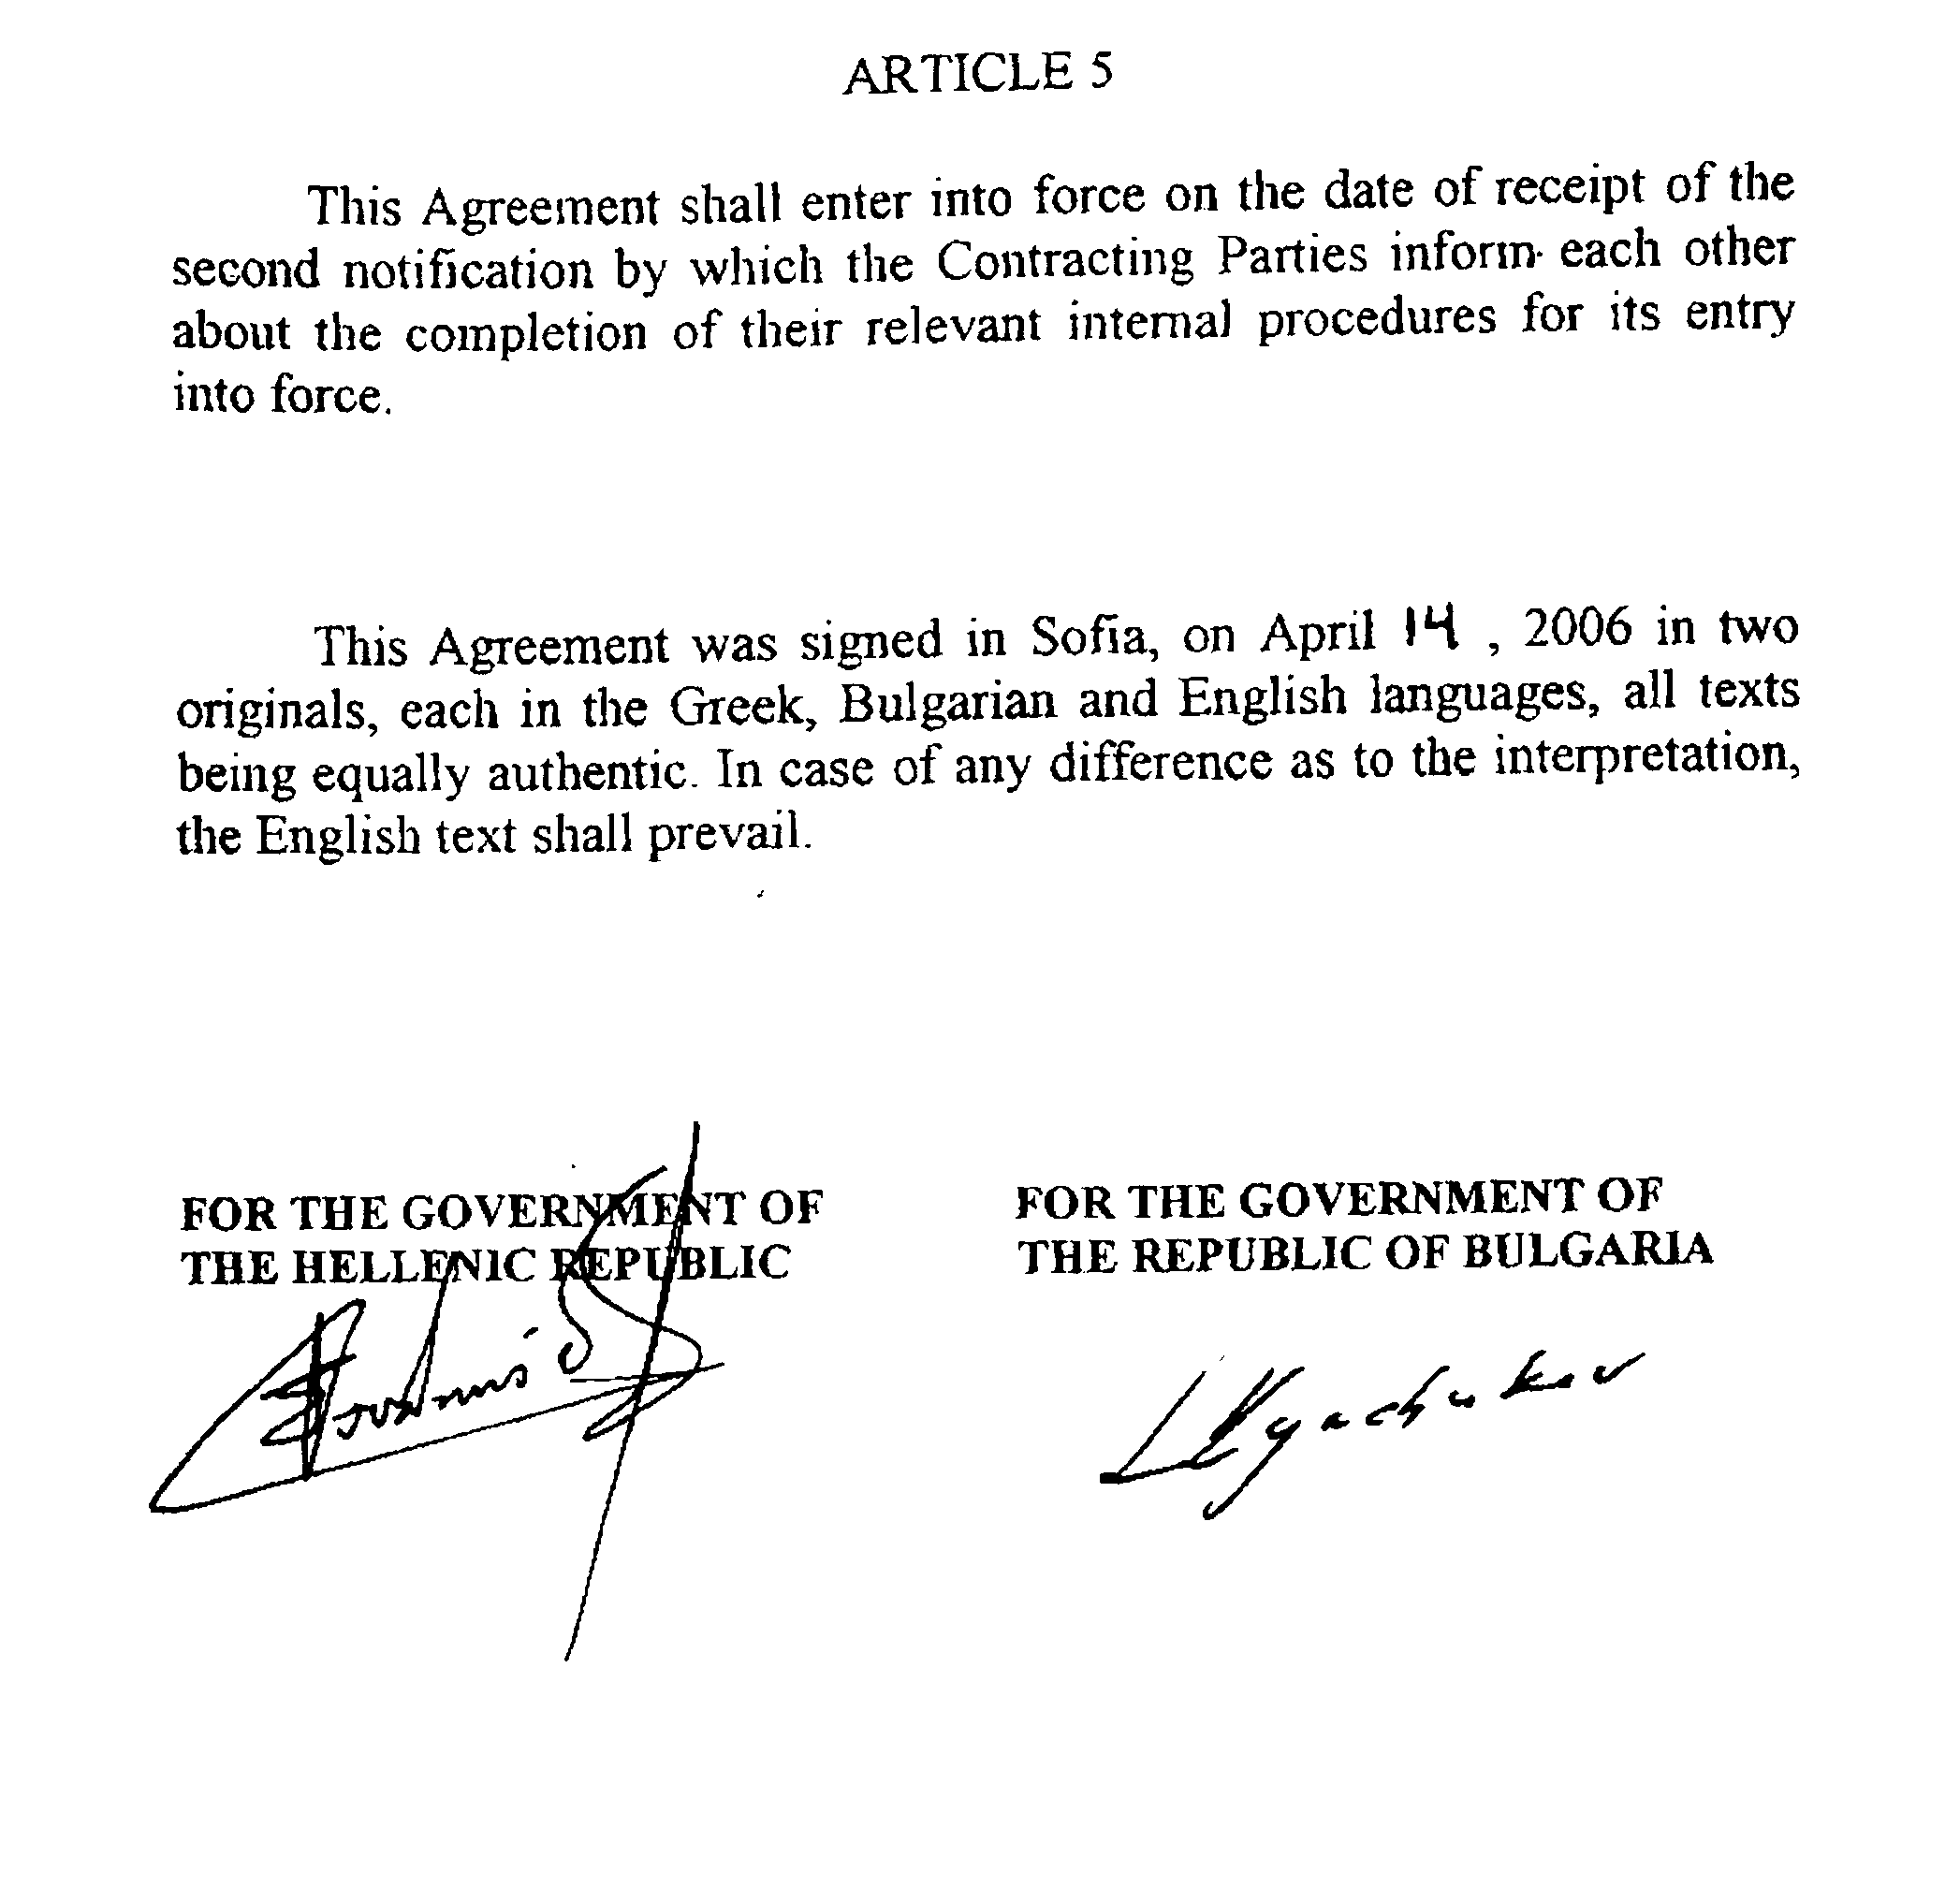 ARTICLE 5
This Agreement shall enter into force on the date of receipt of the
second notification by which the Contracting Parties inform each other
about the completion of their relevant internal procedures for its entry
into force.
This Agreement was signed in Sofia, on April 14 , 2006 in two
originals, each in the Greek, Bulgarian and English languages, all texts
being equally authentic. In case of any difference as to the interpretation,
the English text shall prevail.
FOR THE GOVERNMENT OF
THE HELLENIC REPUBLIC
FOR THE GOVERNMENT OF
THE REPUBLIC OF BULGARIA